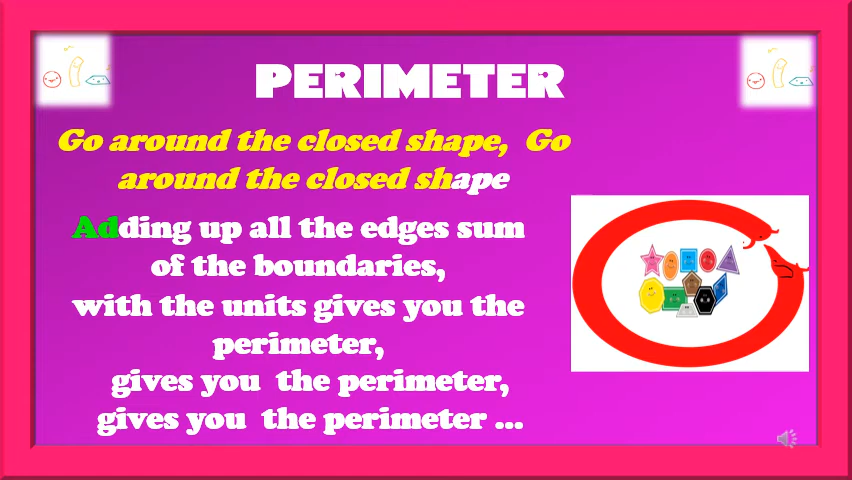 PERIMETER
Go around the closed shape, Go
around the closed shape
Adding up all the edges sum
of the boundaries,
with the units gives you the
perimeter,
gives you the perimeter,
gives you the perimeter ...